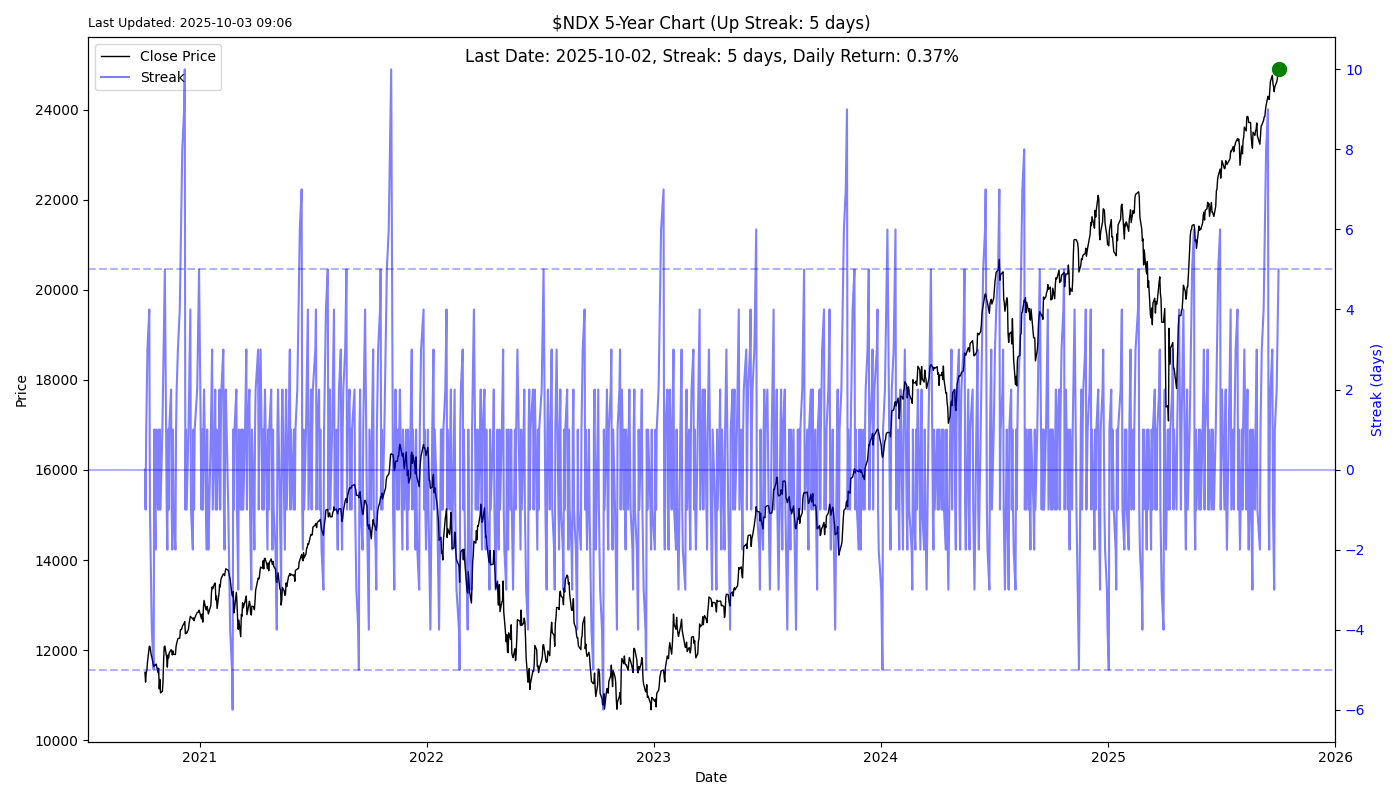 Last Updated: 2025-10-03 09:06
$NDX 5-Year Chart (Up Streak: 5 days)
Last Date: 2025-10-02, Streak: 5 days, Daily Return: 0.37%
Close Price
Streak
24000
22000
20000
18000
16000
14000
12000
10000
Price
10
8
6
4
2
0
−2
−4
−6
Streak (days)
2021
2022
2023
2024
2025
2026
Date